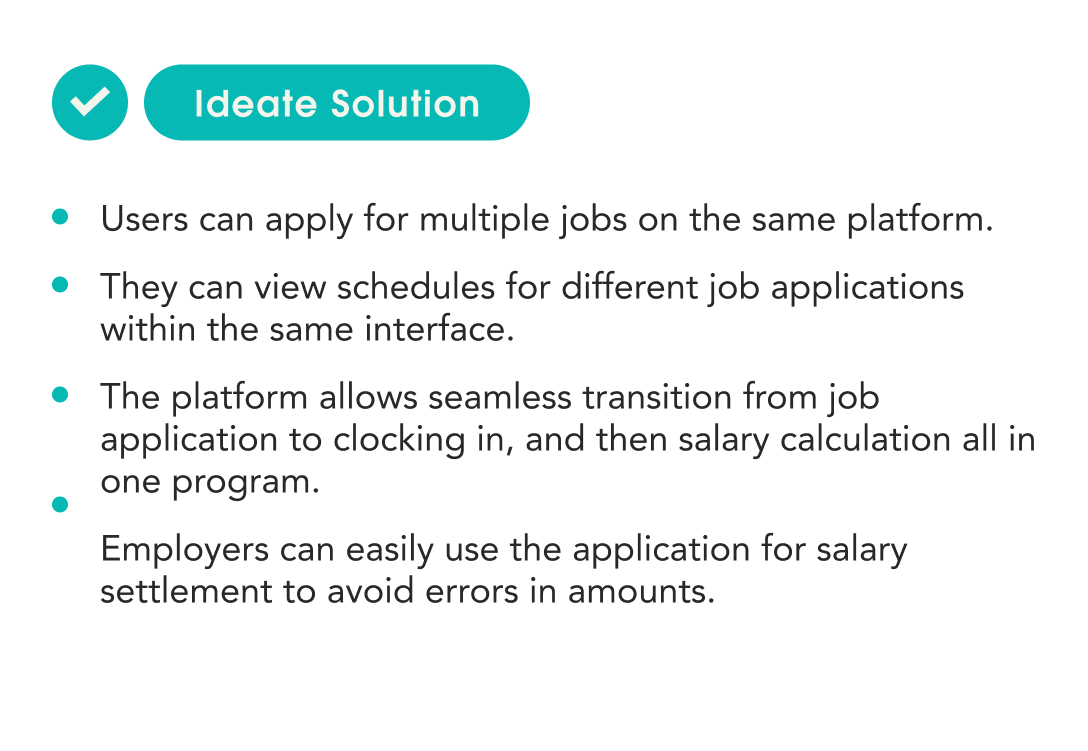 Ideate Solution
Users can apply for multiple jobs on the same platform.
They can view schedules for different job applications
within the same interface.
The platform allows seamless transition from job
application to clocking in, and then salary calculation all in
one program.
Employers can easily use the application for salary
settlement to avoid errors in amounts.